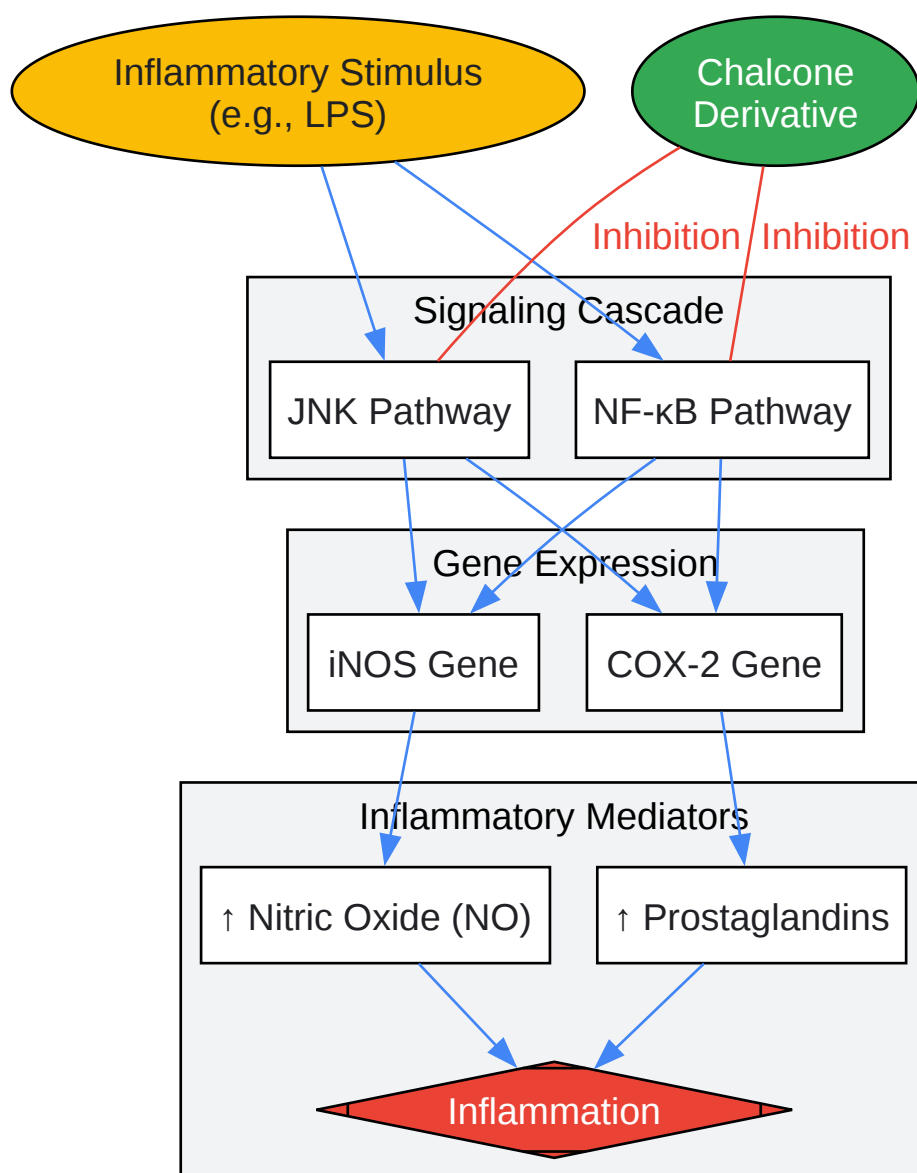 Inflammatory Stimulus
(e.g., LPS)
Chalcone
Derivative
Inhibition
Inhibition
Signaling Cascade
JNK Pathway
NF-κB Pathway
Gene Expression
iNOS Gene
COX-2 Gene
Inflammatory Mediators
↑ Nitric Oxide (NO)
↑ Prostaglandins
Inflammation